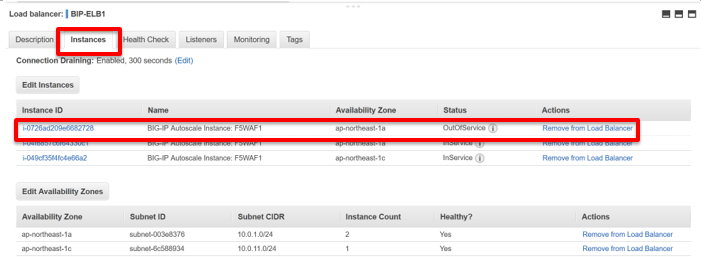 Load balancer: BIP-ELB1
Description Instances Health Check Listeners Monitoring Tags
Connection Draining: Enabled, 300 seconds (Edit)
Edit Instances
Instance ID Name Availability Zone Status Actions
i-0726ad209e6682728 BIG-IP Autoscale Instance: F5WAF1 ap-northeast-1a OutOfService Remove from Load Balancer
BIG-IP Autoscale Instance: F5WAF1 ap-northeast-1a InService Remove from Load Balancer
i-049cf35f4fc4e66a2 BIG-IP Autoscale Instance: F5WAF1 ap-northeast-1c InService Remove from Load Balancer
Edit Availability Zones
Availability Zone Subnet ID Subnet CIDR Instance Count Healthy? Actions
ap-northeast-1a subnet-003e8376 10.0.1.0/24 2 Yes Remove from Load Balancer
ap-northeast-1c subnet-6c588934 10.0.11.0/24 1 Yes Remove from Load Balancer